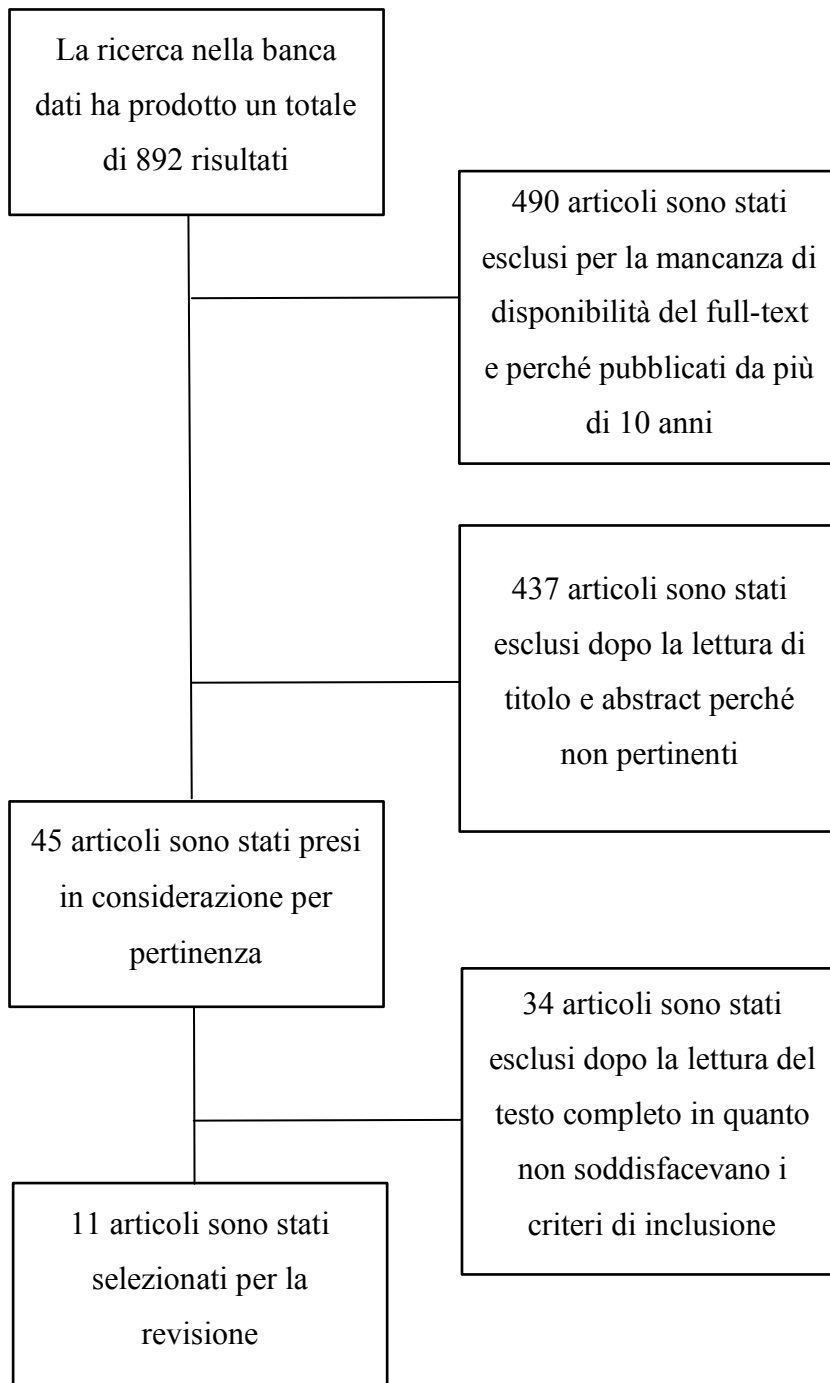 La ricerca nella banca
dati ha prodotto un totale
di 892 risultati
490 articoli sono stati
esclusi per la mancanza di
disponibilità del full-text
e perché pubblicati da più
di 10 anni
437 articoli sono stati
esclusi dopo la lettura di
titolo e abstract perché
non pertinenti
45 articoli sono stati presi
in considerazione per
pertinenza
34 articoli sono stati
esclusi dopo la lettura del
testo completo in quanto
non soddisfacevano i
criteri di inclusione
11 articoli sono stati
selezionati per la
revisione